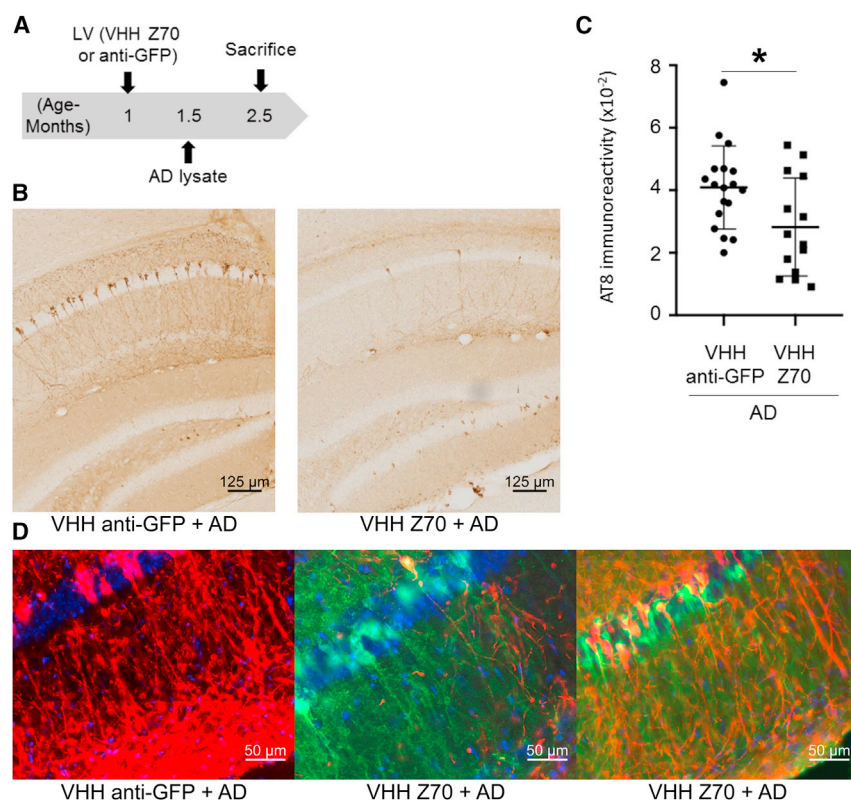 A
LV (VHH Z70
or anti-GFP)
Sacrifice
(Age-
Months)
1
1.5
2.5
AD lysate
B
125 µm
125 µm
VHH anti-GFP + AD
VHH Z70 + AD
C
*
AT8 immunoreactivity (x10-2)
8
6
4
2
0
VHH
anti-GFP
VHH
Z70
AD
D
50 µm
50 µm
50 µm
VHH anti-GFP + AD
VHH Z70 + AD
VHH Z70 + AD